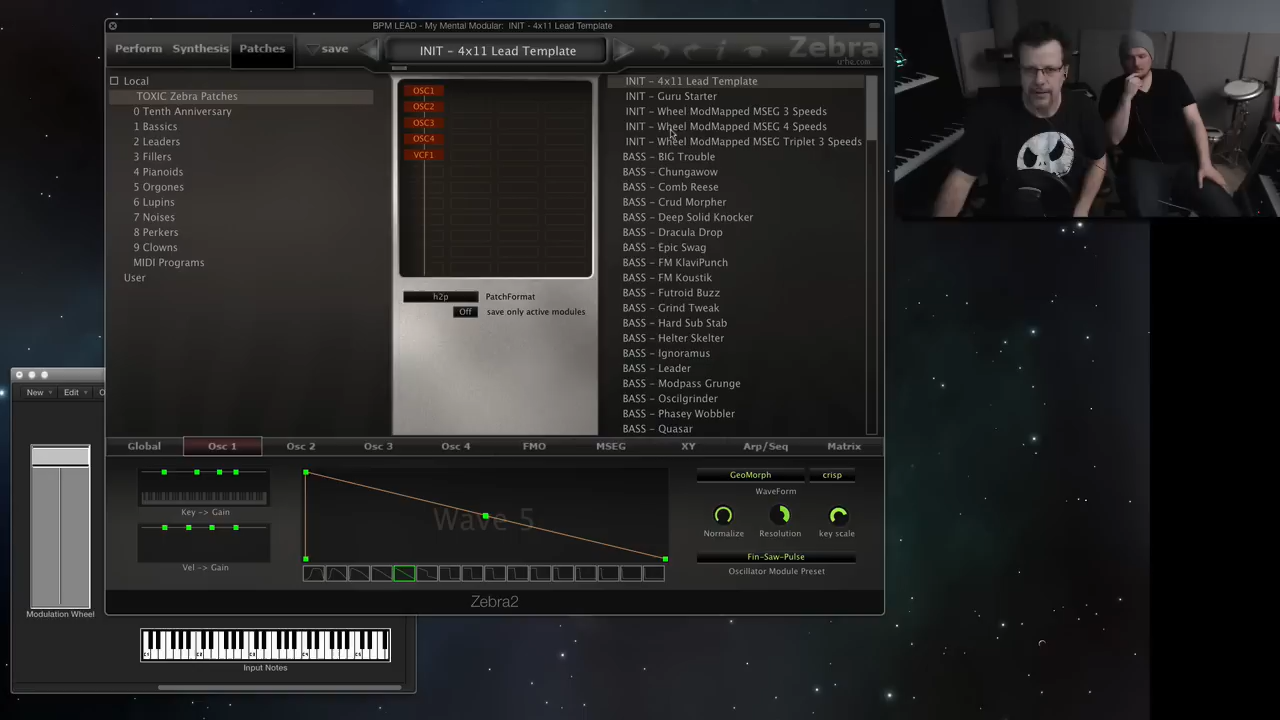 BPM LEAD - My Mental Modular: INIT - 4x11 Lead Template
Perform
Synthesis
Patches
save
INIT - 4x11 Lead Template
Zebra
u-he.com
Local
TOXIC Zebra Patches
0 Tenth Anniversary
1 Bassics
2 Leaders
3 Fillers
4 Pianoids
5 Orgones
6 Lupins
7 Noises
8 Perkers
9 Clowns
MIDI Programs
User
OSC1
OSC2
OSC3
OSC4
VCF1
h2p PatchFormat
Off save only active modules
INIT - 4x11 Lead Template
INIT - Guru Starter
INIT - Wheel ModMapped MSEG 3 Speeds
INIT - Wheel ModMapped MSEG 4 Speeds
INIT - Wheel ModMapped MSEG Triplet 3 Speeds
BASS - BIG Trouble
BASS - Chungawow
BASS - Comb Reese
BASS - Crud Morpher
BASS - Deep Solid Knocker
BASS - Dracula Drop
BASS - Epic Swag
BASS - FM KlaviPunch
BASS - FM Koustik
BASS - Futroid Buzz
BASS - Grind Tweak
BASS - Hard Sub Stab
BASS - Helter Skelter
BASS - Ignoramus
BASS - Leader
BASS - Modpass Grunge
BASS - Oscilgrinder
BASS - Phasey Wobbler
BASS - Quasar
New Edit
Global Osc 1 Osc 2 Osc 3 Osc 4 FMO MSEG XY Arp/Seq Matrix
Key -> Gain
Vel -> Gain
Wave 5
GeoMorph crisp
WaveForm
Normalize Resolution key scale
Fin-Saw-Pulse
Oscillator Module Preset
Zebra2
Modulation Wheel
Input Notes